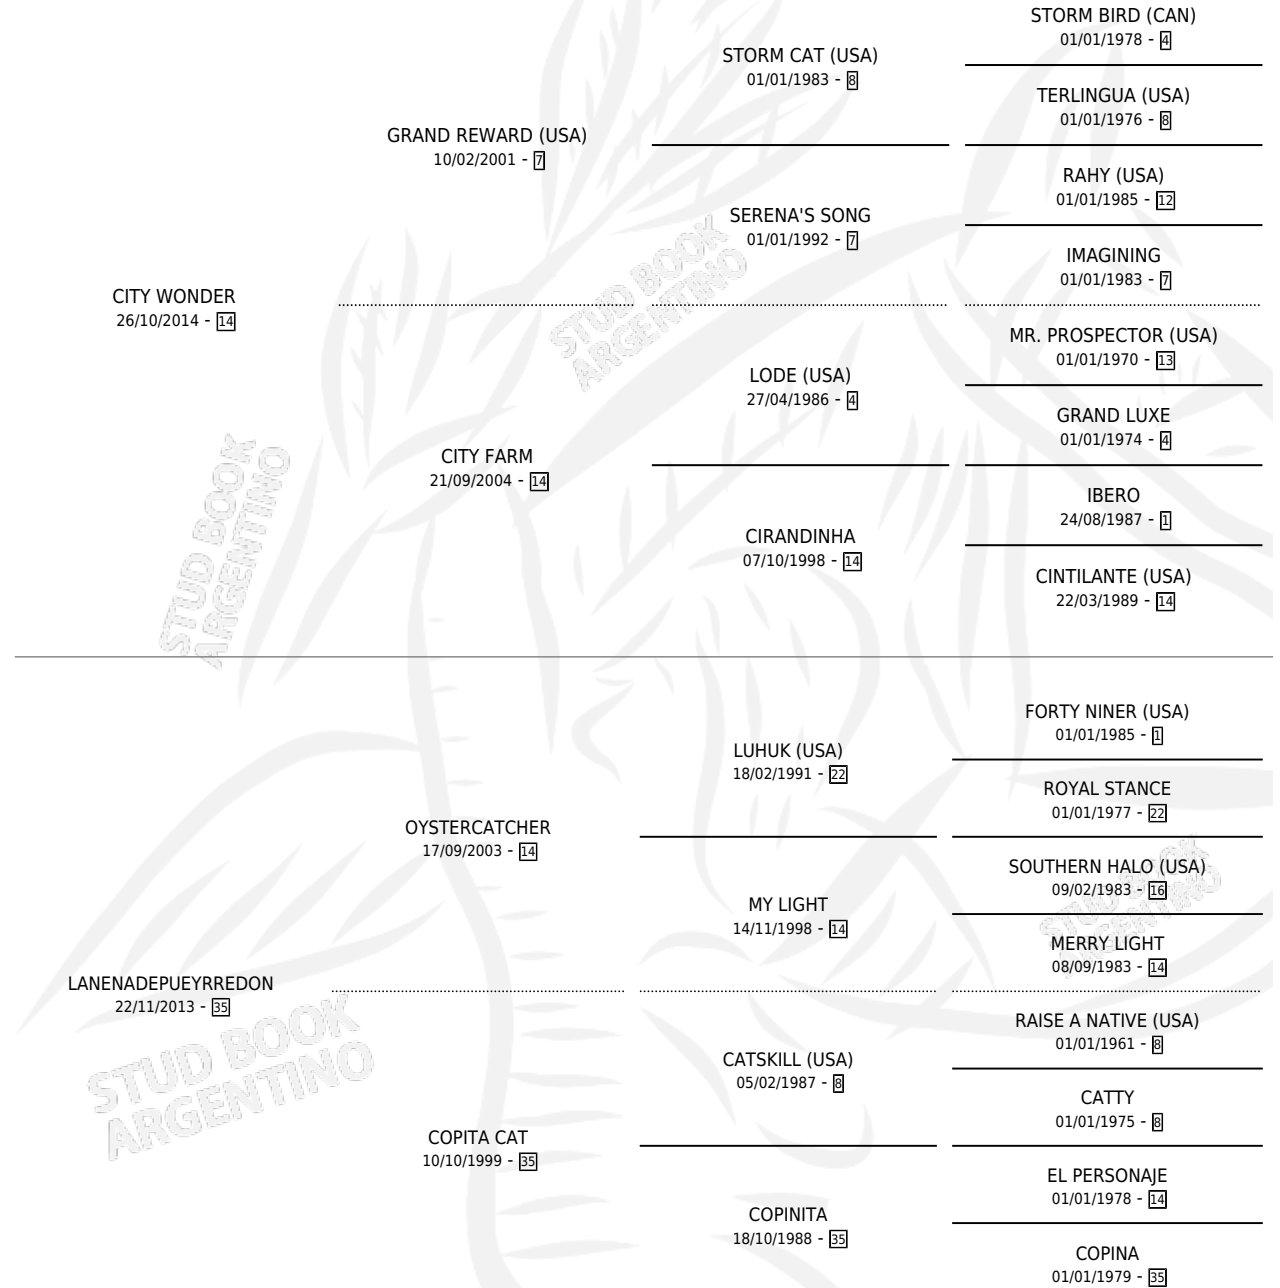 STORM BIRD (CAN)
01/01/1978 - 4
STORM CAT (USA)
01/01/1983 - 8
TERLINGUA (USA)
01/01/1976 - 8
GRAND REWARD (USA)
10/02/2001 - 7
RAHY (USA)
01/01/1985 - 12
SERENA'S SONG
01/01/1992 - 7
IMAGINING
01/01/1983 - 7
CITY WONDER
26/10/2014 - 14
MR. PROSPECTOR (USA)
01/01/1970 - 13
LODE (USA)
27/04/1986 - 4
GRAND LUXE
01/01/1974 - 4
CITY FARM
21/09/2004 - 14
IBERO
24/08/1987 - 1
CIRANDINHA
07/10/1998 - 14
CINTILANTE (USA)
22/03/1989 - 14
STUD BOOK
ARGENTINO
STUD BOOK
ARGENTINO
FORTY NINER (USA)
01/01/1985 - 1
LUHUK (USA)
18/02/1991 - 22
ROYAL STANCE
01/01/1977 - 22
OYSTERCATCHER
17/09/2003 - 14
SOUTHERN HALO (USA)
09/02/1983 - 16
MY LIGHT
14/11/1998 - 14
MERRY LIGHT
08/09/1983 - 14
STUD BOOK
ARGENTINO
LANENADEPUEYRREDON
22/11/2013 - 35
RAISE A NATIVE (USA)
01/01/1961 - 8
CATSKILL (USA)
05/02/1987 - 8
CATTY
01/01/1975 - 8
COPITA CAT
10/10/1999 - 35
EL PERSONAJE
01/01/1978 - 14
COPINITA
18/10/1988 - 35
COPINA
01/01/1979 - 35
STUD BOOK
ARGENTINO